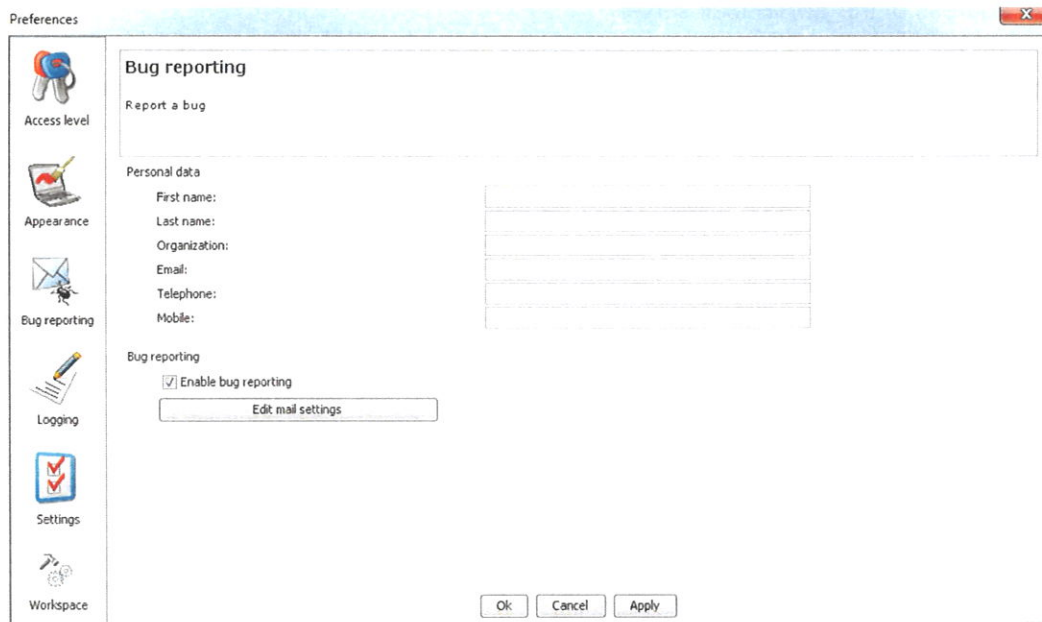 Preferences
Access level
Appearance
Bug reporting
Logging
Settings
Workspace
Bug reporting
Report a bug
Personal data
First name:
Last name:
Organization:
Email:
Telephone:
Mobile:
Bug reporting
Enable bug reporting
Edit mail settings
Ok
Cancel
Apply